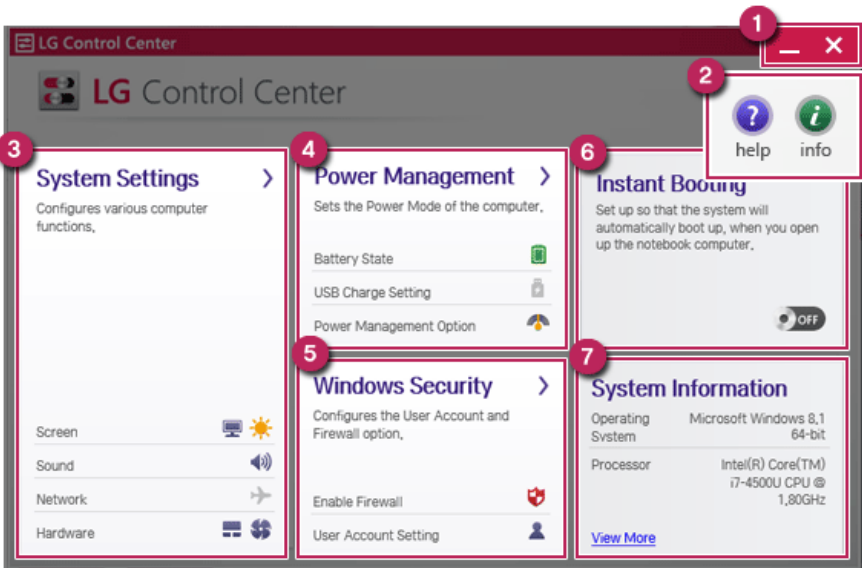 1
LG Control Center
2
LG Control Center
help
info
3
System Settings
Configures various computer
functions.
Screen
Sound
Network
Hardware
4
Power Management
Sets the Power Mode of the computer.
Battery State
USB Charge Setting
Power Management Option
6
Instant Booting
Set up so that the system will
automatically boot up, when you open
up the notebook computer.
OFF
5
Windows Security
Configures the User Account and
Firewall option.
Enable Firewall
User Account Setting
7
System Information
Operating Microsoft Windows 8.1
System 64-bit
Processor Intel(R) Core(TM)
i7-4500U CPU @
1.80GHz
View More